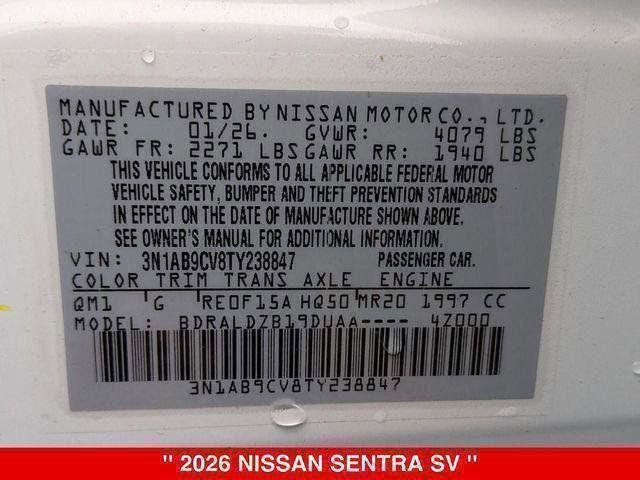 MANUFACTURED BY NISSAN MOTOR CO., LTD.
DATE: 01/26. GVWR: 4079 LBS
GAWR FR: 2271 LBS GAWR RR: 1940 LBS
THIS VEHICLE CONFORMS TO ALL APPLICABLE FEDERAL MOTOR
VEHICLE SAFETY, BUMPER AND THEFT PREVENTION STANDARDS
IN EFFECT ON THE DATE OF MANUFACTURE SHOWN ABOVE.
SEE OWNER'S MANUAL FOR ADDITIONAL INFORMATION
VIN: 3N1AB9CV8TY238847 PASSENGER CAR.
COLOR TRIM TRANS AXLE ENGINE
QM1 G RE0F15A HQ50 MR20 1997 CC
MODEL: BDRALDZB19DUAA---- 4Z000
3N1AB9CV8TY238847
" 2026 NISSAN SENTRA SV "